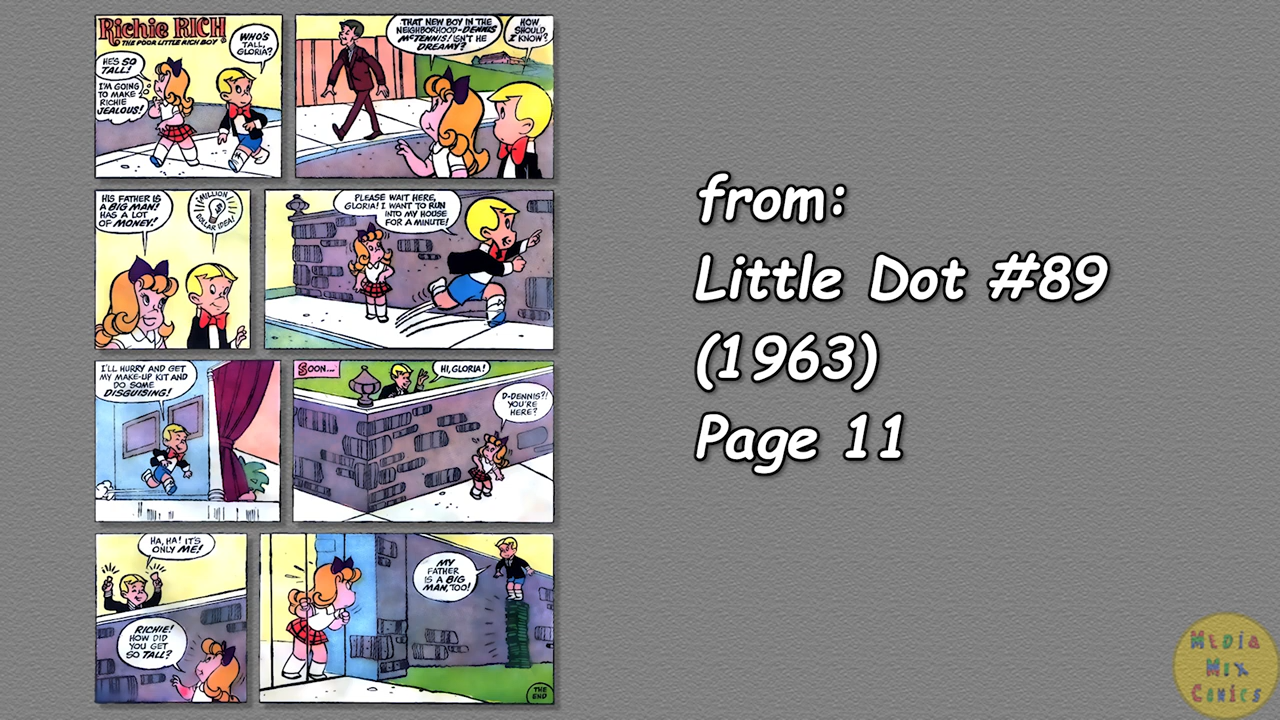 Richie RICH
THE POOR LITTLE RICH BOY
HE'S SO
TALL!
I'M GOING
TO MAKE
RICHIE
JEALOUS!
WHO'S
TALL,
GLORIA?
THAT NEW BOY IN THE
NEIGHBORHOOD-DENNIS
McTENNIS! ISN'T HE
DREAMY?
HOW
SHOULD
I KNOW?
HIS FATHER IS
A BIG MAN!
HAS A LOT
OF MONEY!
MILLION
DOLLAR IDEA!
PLEASE WAIT HERE,
GLORIA! I WANT TO RUN
INTO MY HOUSE
FOR A MINUTE!
I'LL HURRY AND GET
MY MAKE-UP KIT AND
DO SOME
DISGUISING!
SOON...
HI, GLORIA!
D-DENNIS?!
YOU'RE
HERE?
HA, HA! IT'S
ONLY ME!
RICHIE!
HOW DID
YOU GET
SO TALL?
MY
FATHER
IS A BIG
MAN, TOO!
THE
END
from:
Little Dot #89
(1963)
Page 11
MEDIA
MIX
COMICS